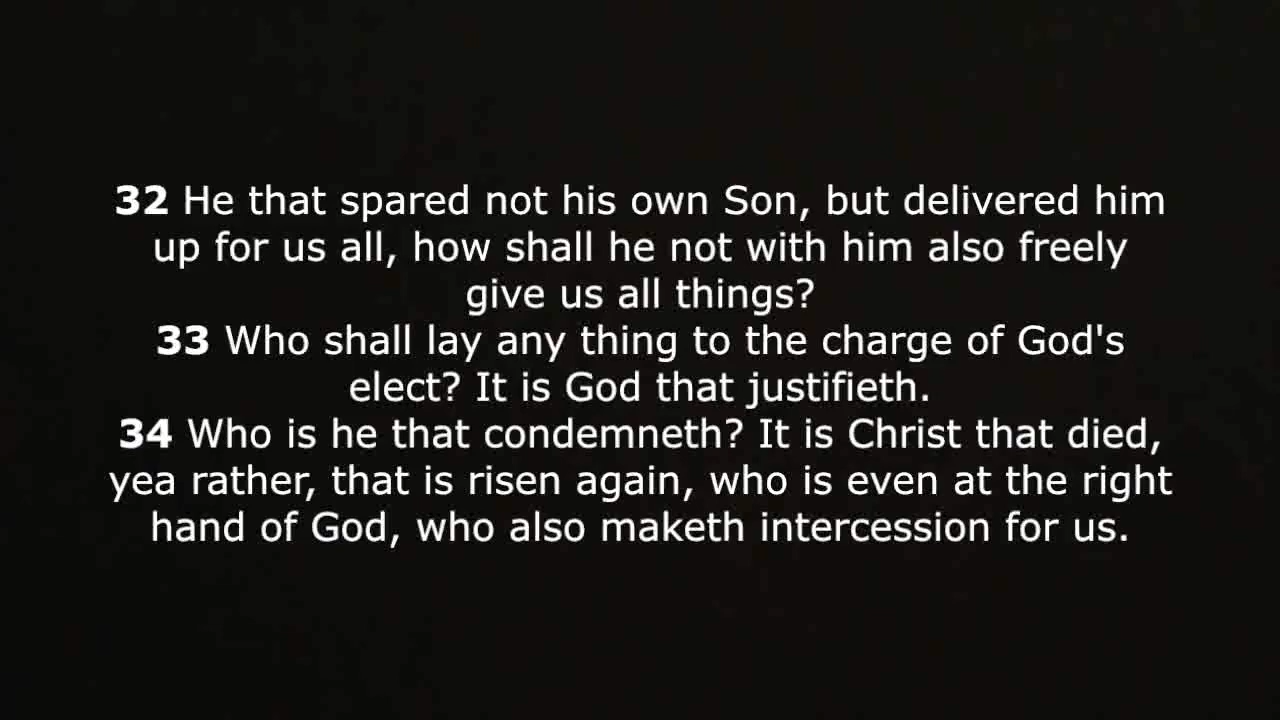 32 He that spared not his own Son, but delivered him
up for us all, how shall he not with him also freely
give us all things?
33 Who shall lay any thing to the charge of God's
elect? It is God that justifieth.
34 Who is he that condemneth? It is Christ that died,
yea rather, that is risen again, who is even at the right
hand of God, who also maketh intercession for us.